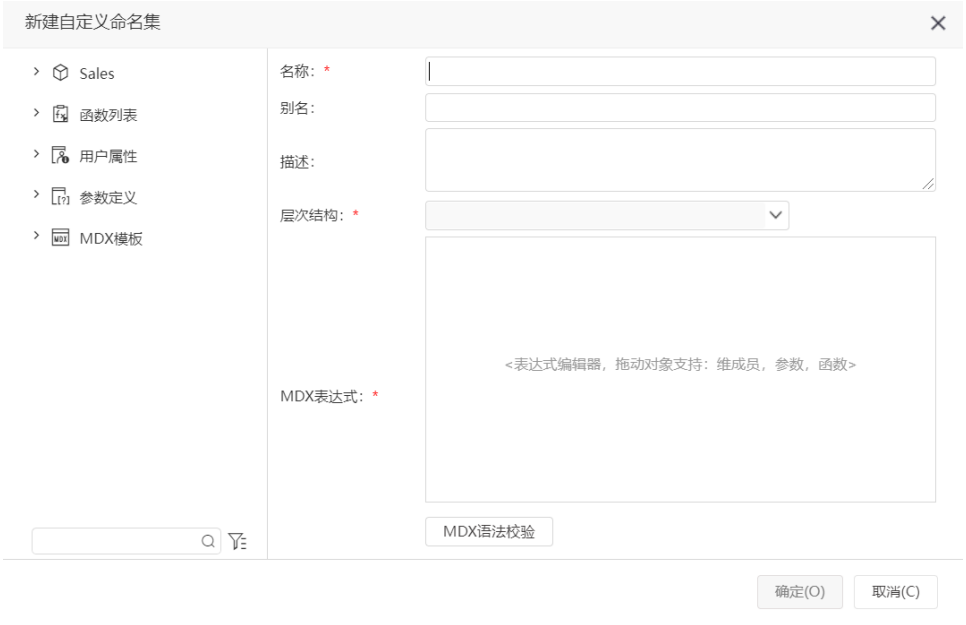 新建自定义命名集
Sales
函数列表
用户属性
参数定义
MDX模板
名称：*
别名：
描述：
层次结构：*
MDX表达式：*
<表达式编辑器，拖动对象支持：维成员，参数，函数>
MDX语法校验
确定(O)
取消(C)